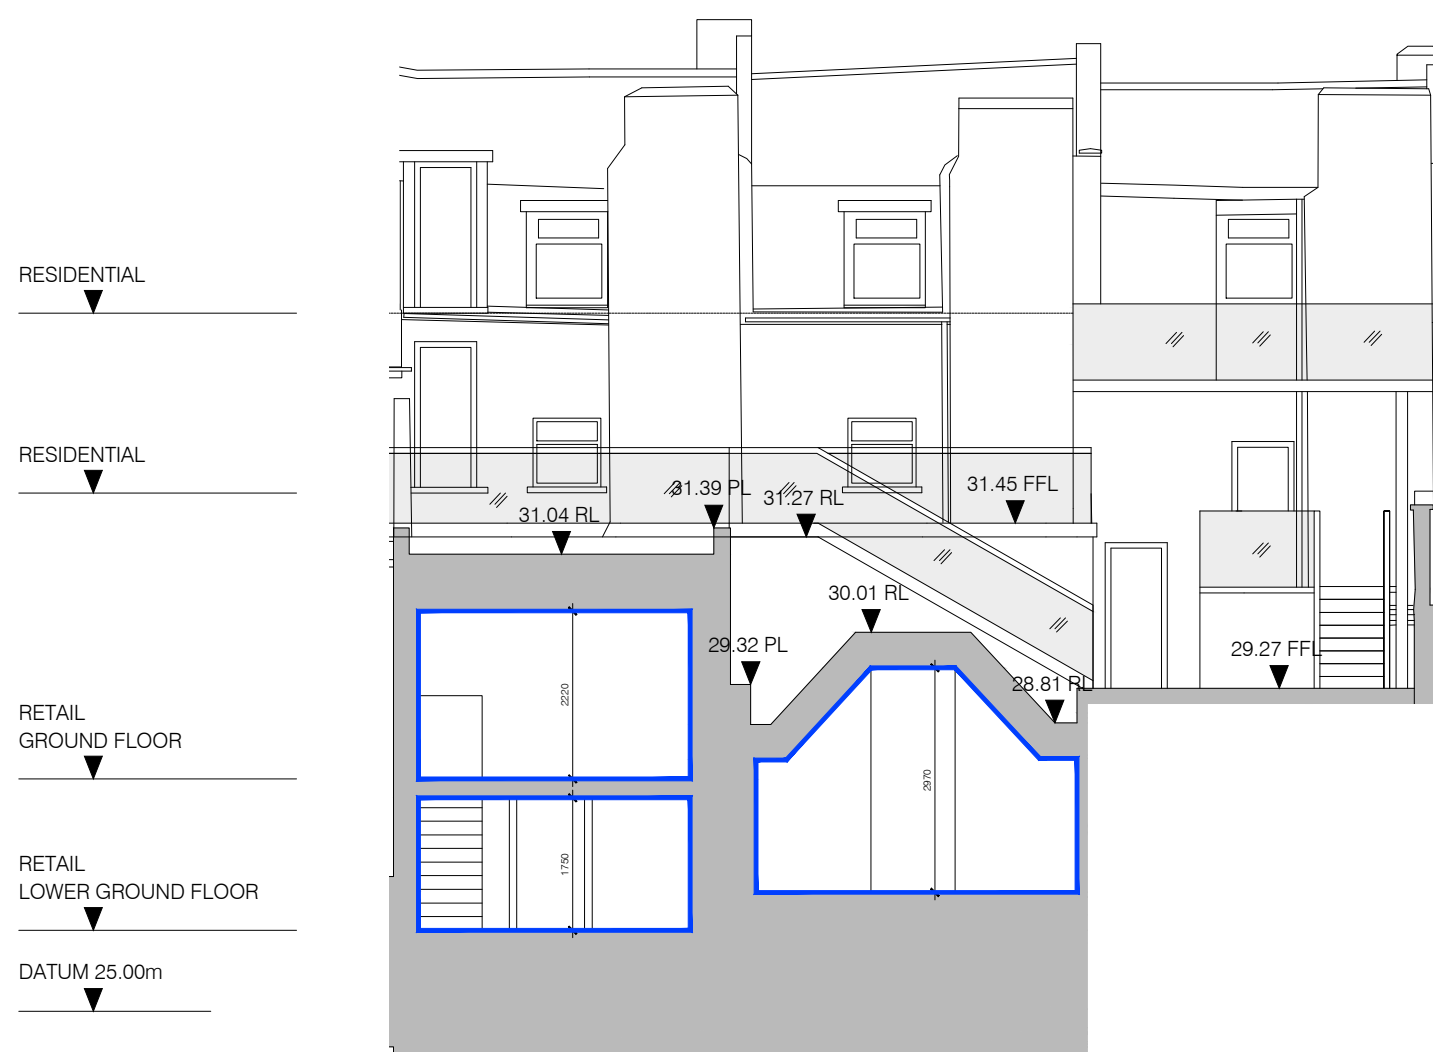 RESIDENTIAL
RESIDENTIAL
31.39 PL
31.27 RL
31.45 FFL
31.04 RL
30.01 RL
29.32 PL
29.27 FFL
28.81 RL
2220
RETAIL
GROUND FLOOR
2970
1750
RETAIL
LOWER GROUND FLOOR
DATUM 25.00m